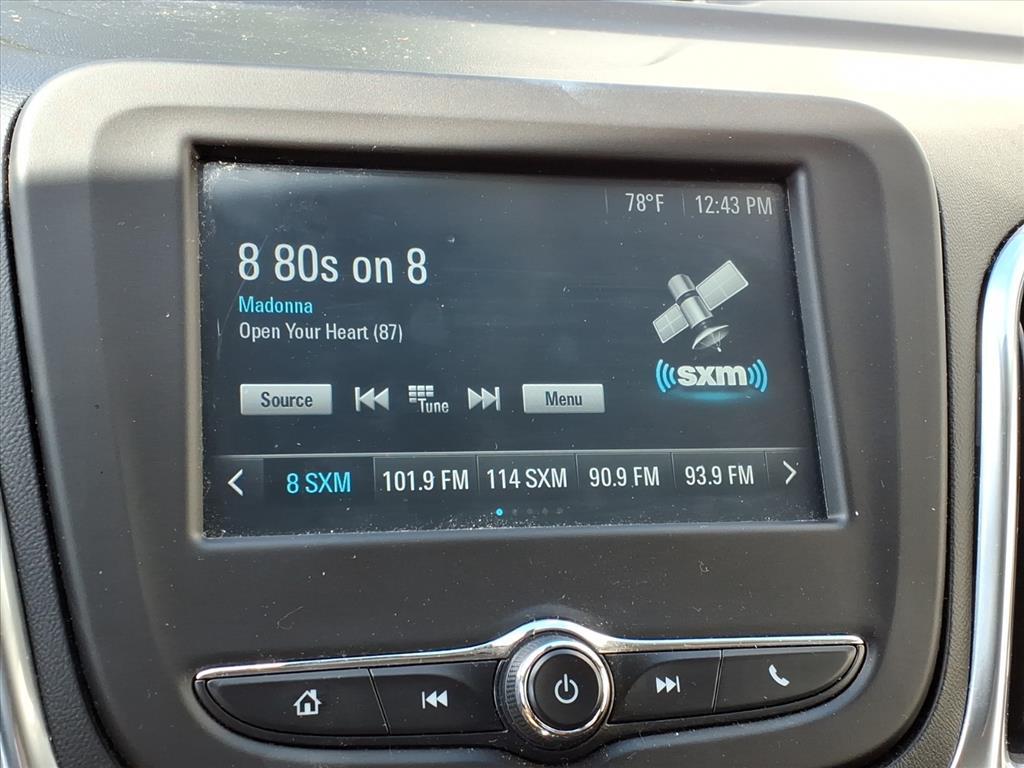 78°F 12:43 PM
8 80s on 8
Madonna
Open Your Heart (87)
sxm
Source Tune Menu
8 SXM 101.9 FM 114 SXM 90.9 FM 93.9 FM